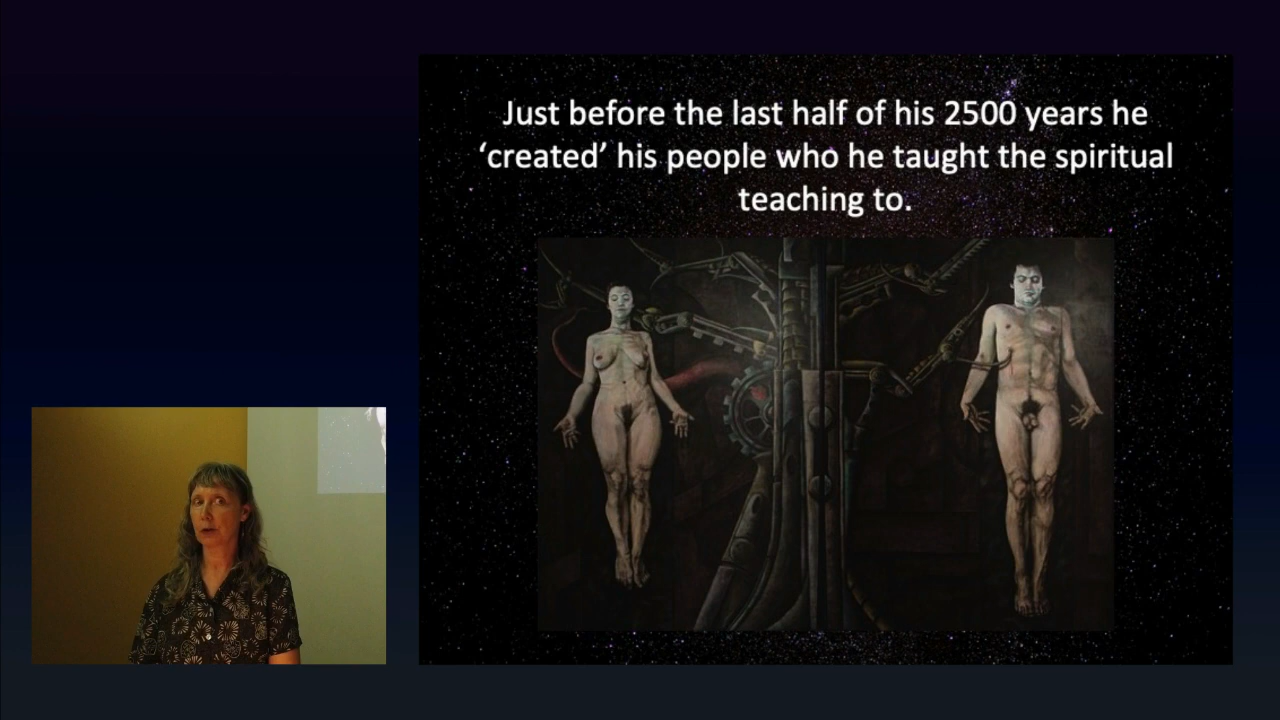 Just before the last half of his 2500 years he
‘created’ his people who he taught the spiritual
teaching to.